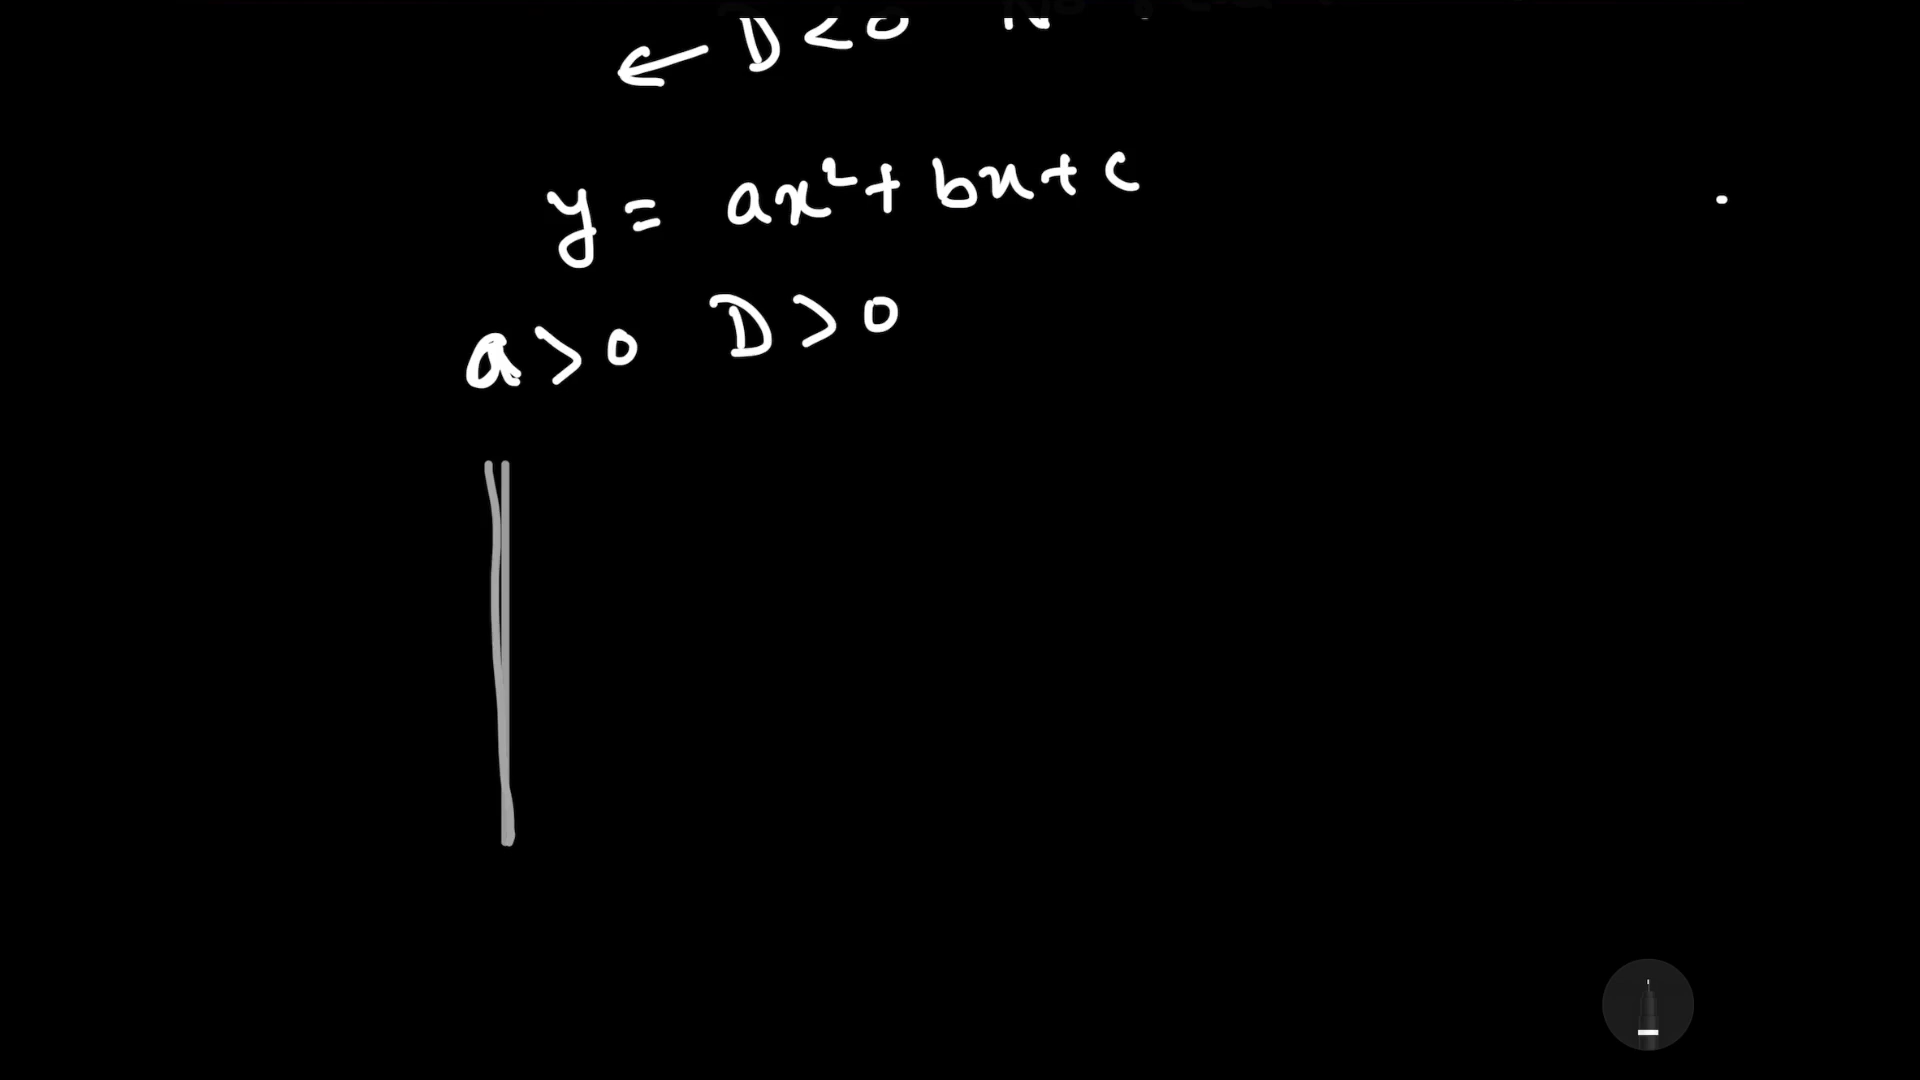 ← D < 0
y = ax² + bx + c
a > 0 D > 0